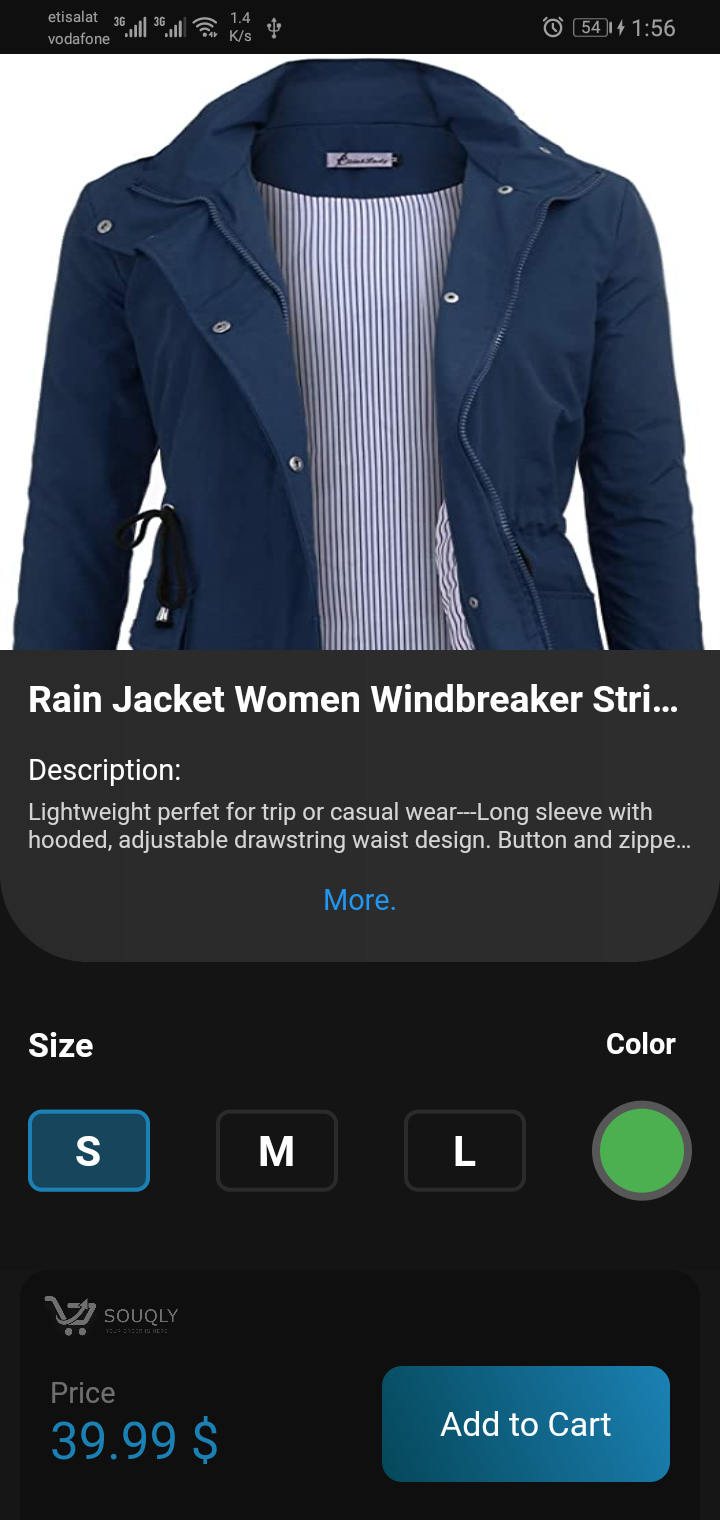 etisalat
vodafone
3G
3G
1.4
K/s
54
1:56
Rain Jacket Women Windbreaker Stri...
Description:
Lightweight perfet for trip or casual wear---Long sleeve with
hooded, adjustable drawstring waist design. Button and zippe...
More.
Size
Color
S
M
L
SOUQLY
YOUR ORDER IS HERE
Price
39.99 $
Add to Cart